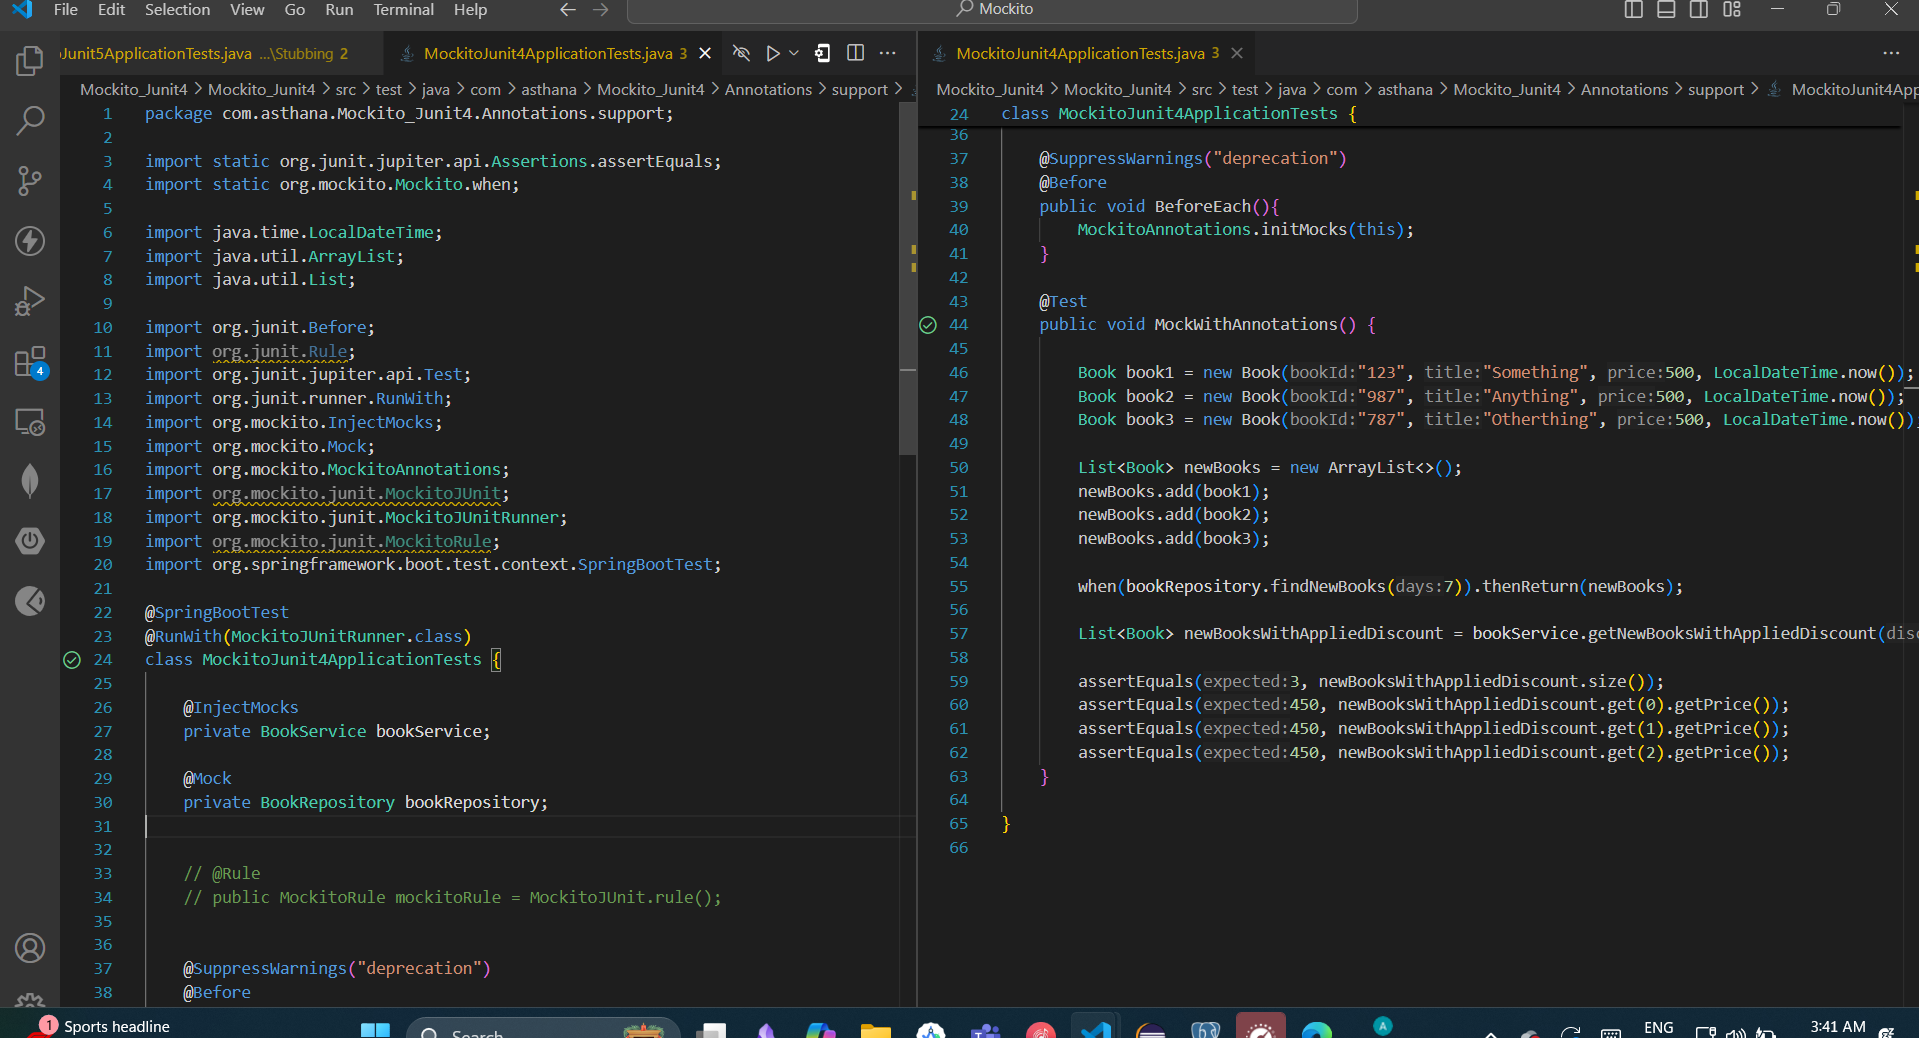 File Edit Selection View Go Run Terminal Help
Mockito
Junit5ApplicationTests.java ...\Stubbing 2
MockitoJunit4ApplicationTests.java 3
MockitoJunit4ApplicationTests.java 3
Mockito_Junit4 > Mockito_Junit4 > src > test > java > com > asthana > Mockito_Junit4 > Annotations > support >
1 package com.asthana.Mockito_Junit4.Annotations.support;
2
3 import static org.junit.jupiter.api.Assertions.assertEquals;
4 import static org.mockito.Mockito.when;
5
6 import java.time.LocalDateTime;
7 import java.util.ArrayList;
8 import java.util.List;
9
10 import org.junit.Before;
11 import org.junit.Rule;
12 import org.junit.jupiter.api.Test;
13 import org.junit.runner.RunWith;
14 import org.mockito.InjectMocks;
15 import org.mockito.Mock;
16 import org.mockito.MockitoAnnotations;
17 import org.mockito.junit.MockitoJUnit;
18 import org.mockito.junit.MockitoJUnitRunner;
19 import org.mockito.junit.MockitoRule;
20 import org.springframework.boot.test.context.SpringBootTest;
21
22 @SpringBootTest
23 @RunWith(MockitoJUnitRunner.class)
24 class MockitoJunit4ApplicationTests {
25
26 @InjectMocks
27 private BookService bookService;
28
29 @Mock
30 private BookRepository bookRepository;
31
32
33 // @Rule
34 // public MockitoRule mockitoRule = MockitoJUnit.rule();
35
36
37 @SuppressWarnings("deprecation")
38 @Before
Mockito_Junit4 > Mockito_Junit4 > src > test > java > com > asthana > Mockito_Junit4 > Annotations > support > MockitoJunit4App
24 class MockitoJunit4ApplicationTests {
36
37 @SuppressWarnings("deprecation")
38 @Before
39 public void BeforeEach(){
40 MockitoAnnotations.initMocks(this);
41 }
42
43 @Test
44 public void MockWithAnnotations() {
45
46 Book book1 = new Book(bookId:"123", title:"Something", price:500, LocalDateTime.now());
47 Book book2 = new Book(bookId:"987", title:"Anything", price:500, LocalDateTime.now());
48 Book book3 = new Book(bookId:"787", title:"Otherthing", price:500, LocalDateTime.now());
49
50 List<Book> newBooks = new ArrayList<>();
51 newBooks.add(book1);
52 newBooks.add(book2);
53 newBooks.add(book3);
54
55 when(bookRepository.findNewBooks(days:7)).thenReturn(newBooks);
56
57 List<Book> newBooksWithAppliedDiscount = bookService.getNewBooksWithAppliedDiscount(disc
58
59 assertEquals(expected:3, newBooksWithAppliedDiscount.size());
60 assertEquals(expected:450, newBooksWithAppliedDiscount.get(0).getPrice());
61 assertEquals(expected:450, newBooksWithAppliedDiscount.get(1).getPrice());
62 assertEquals(expected:450, newBooksWithAppliedDiscount.get(2).getPrice());
63 }
64
65 }
66
4
1
Sports headline
Search
A
ENG
3:41 AM